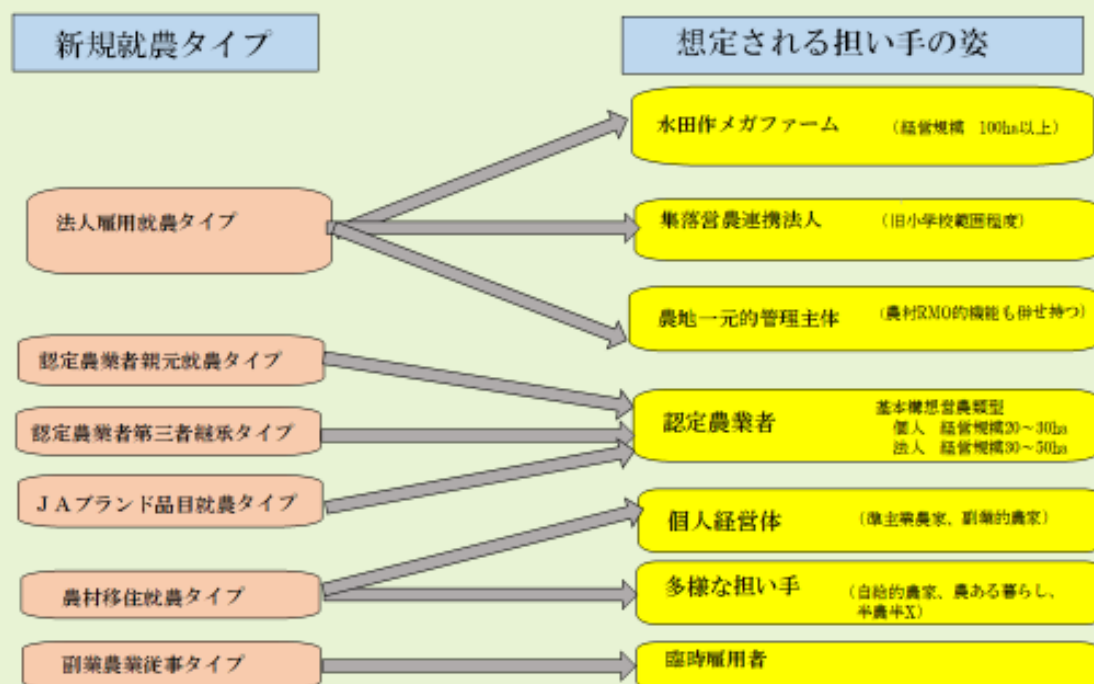 新規就農タイプ
想定される担い手の姿
法人雇用就農タイプ
認定農業者親元就農タイプ
認定農業者第三者継承タイプ
JAブランド品目就農タイプ
農村移住就農タイプ
副業農業従事タイプ
水田作メガファーム （経営規模 100ha以上）
集落営農連携法人 （旧小学校範囲程度）
農地一元的管理主体 （農村RMO的機能も併せ持つ）
認定農業者
基本構想営農類型
個人 経営規模20～30ha
法人 経営規模30～50ha
個人経営体 （準主業農家、副業的農家）
多様な担い手 （自給的農家、農ある暮らし、
半農半X）
臨時雇用者